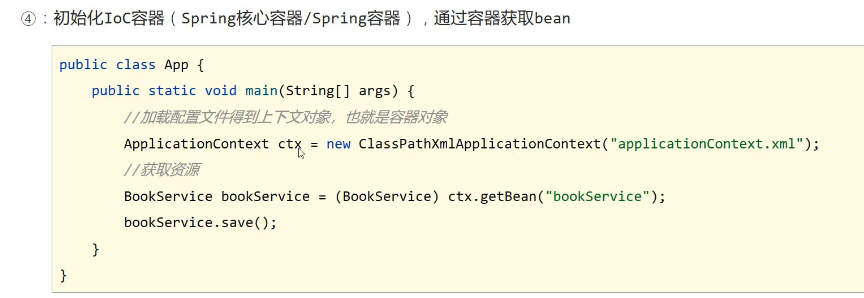 ④：初始化IoC容器（Spring核心容器/Spring容器），通过容器获取bean
public class App {
    public static void main(String[] args) {
        //加载配置文件得到上下文对象，也就是容器对象
        ApplicationContext ctx = new ClassPathXmlApplicationContext("applicationContext.xml");
        //获取资源
        BookService bookService = (BookService) ctx.getBean("bookService");
        bookService.save();
    }
}